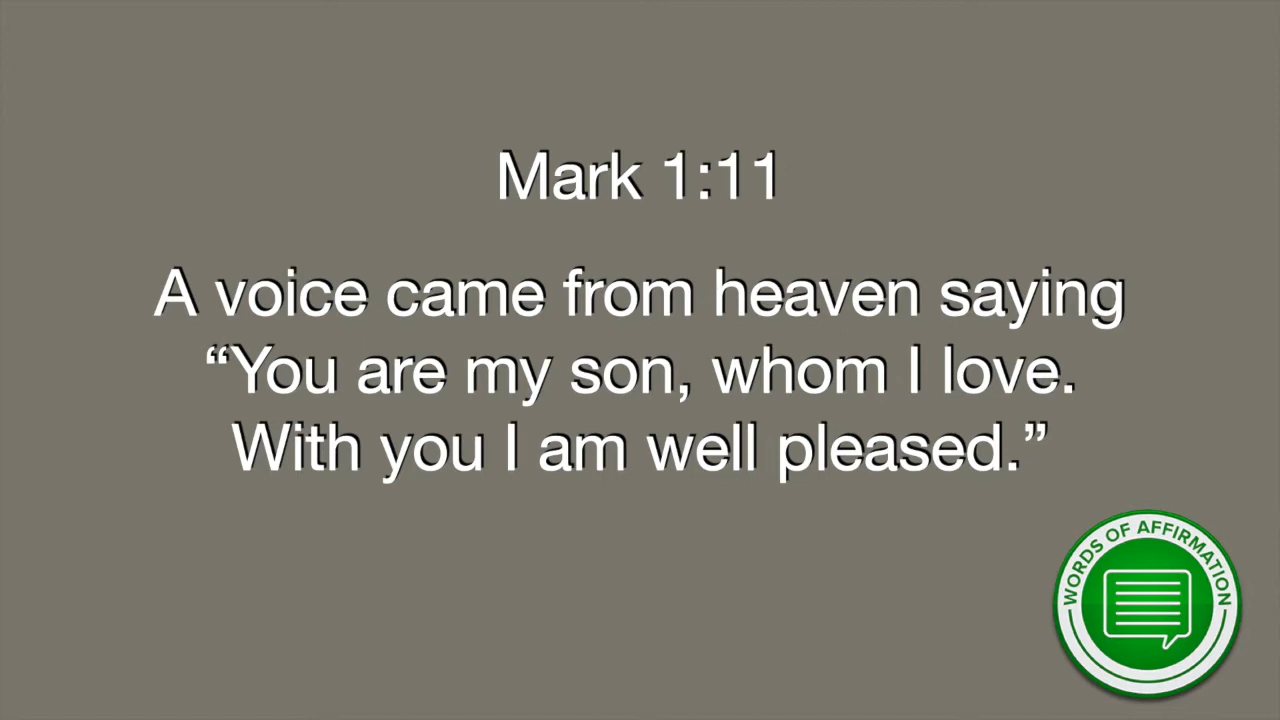 Mark 1:11
A voice came from heaven saying
“You are my son, whom I love.
With you I am well pleased.”
WORDS OF AFFIRMATION